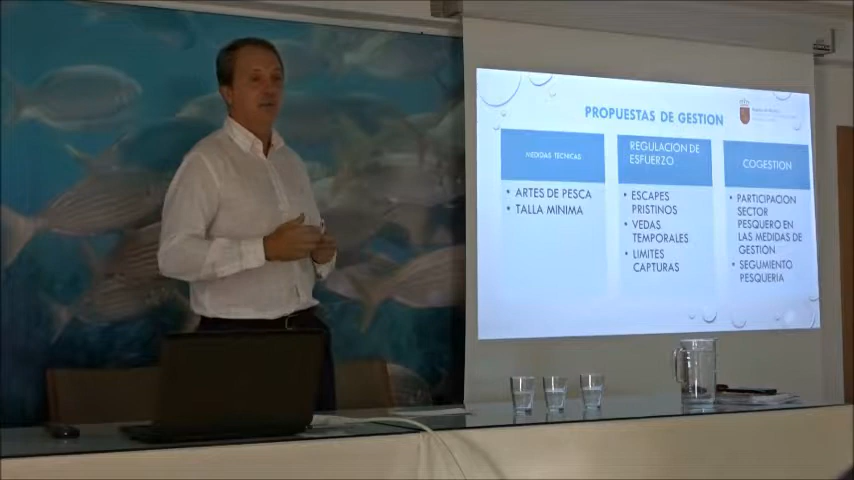 PROPUESTAS DE GESTION
MEDIDAS TECNICAS
• ARTES DE PESCA
• TALLA MINIMA
REGULACION DE
ESFUERZO
• ESCAPES
PRISTINOS
• VEDAS
TEMPORALES
• LIMITES
CAPTURAS
COGESTION
• PARTICIPACION
SECTOR
PESQUERO EN
LAS MEDIDAS DE
GESTION
• SEGUMIENTO
PESQUERIA